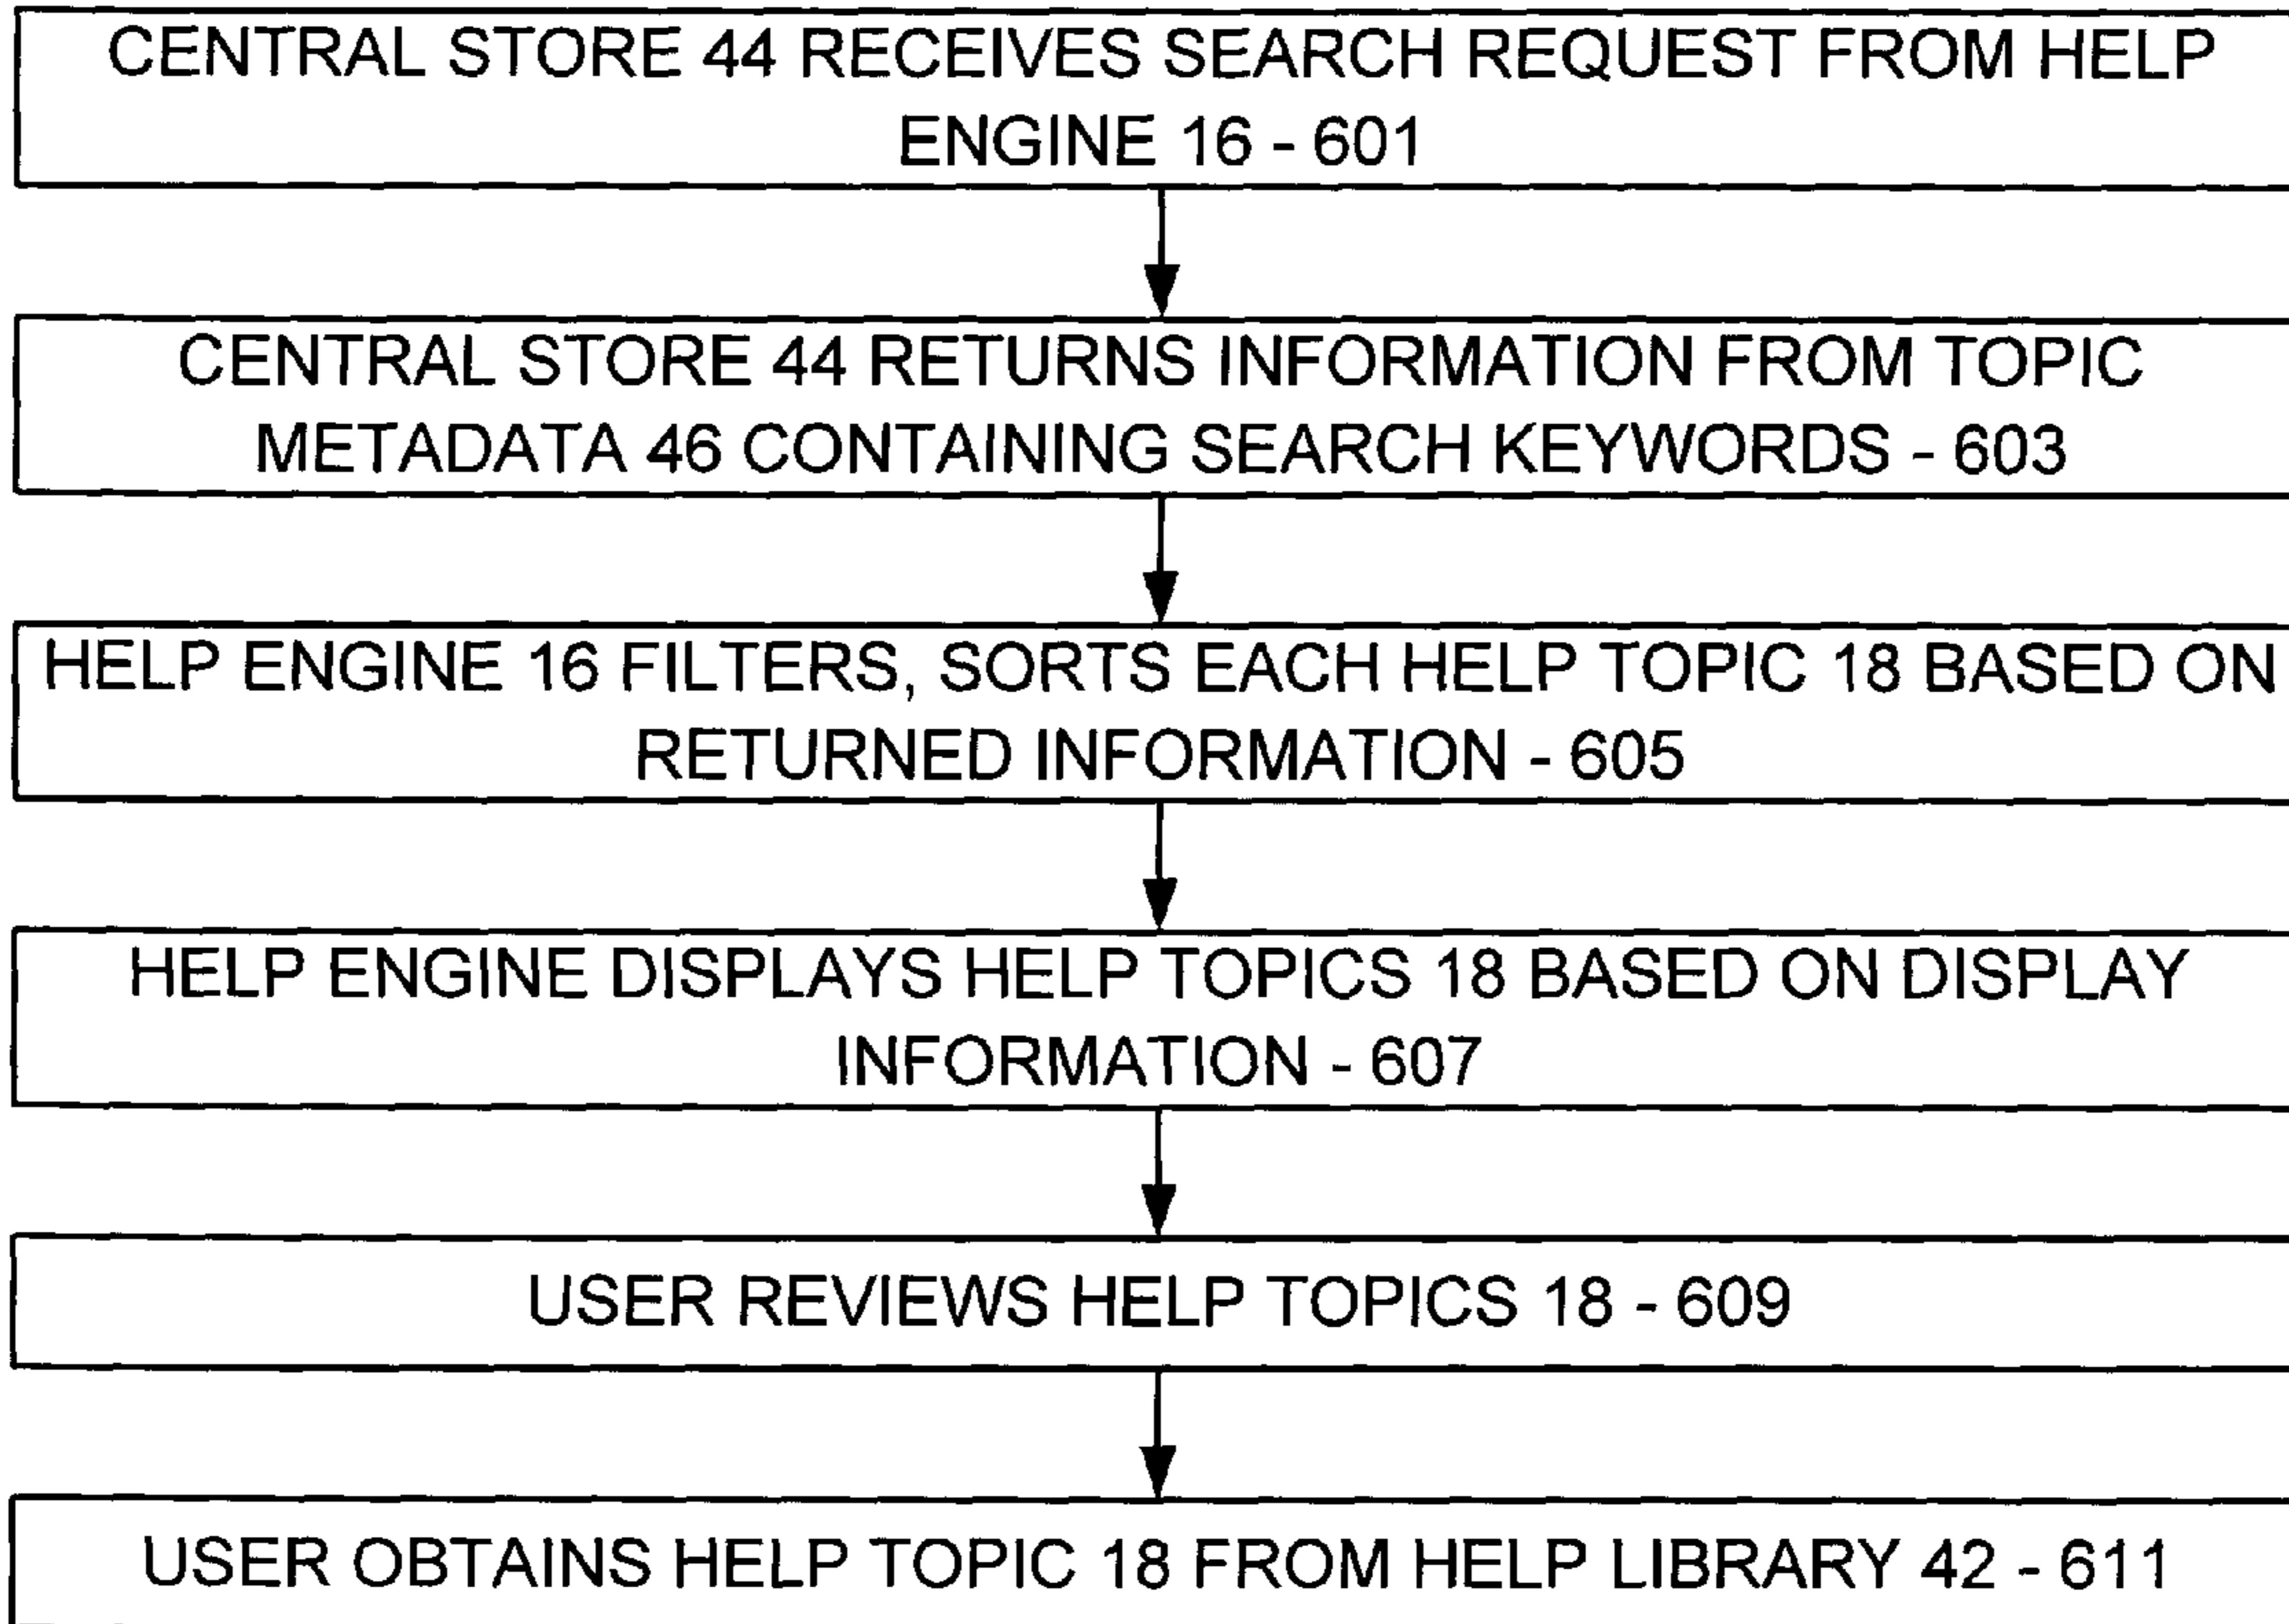 CENTRAL STORE 44 RECEIVES SEARCH REQUEST FROM HELP
ENGINE 16 - 601
CENTRAL STORE 44 RETURNS INFORMATION FROM TOPIC
METADATA 46 CONTAINING SEARCH KEYWORDS - 603
HELP ENGINE 16 FILTERS, SORTS EACH HELP TOPIC 18 BASED ON
RETURNED INFORMATION - 605
HELP ENGINE DISPLAYS HELP TOPICS 18 BASED ON DISPLAY
INFORMATION - 607
USER REVIEWS HELP TOPICS 18 - 609
USER OBTAINS HELP TOPIC 18 FROM HELP LIBRARY 42 - 611